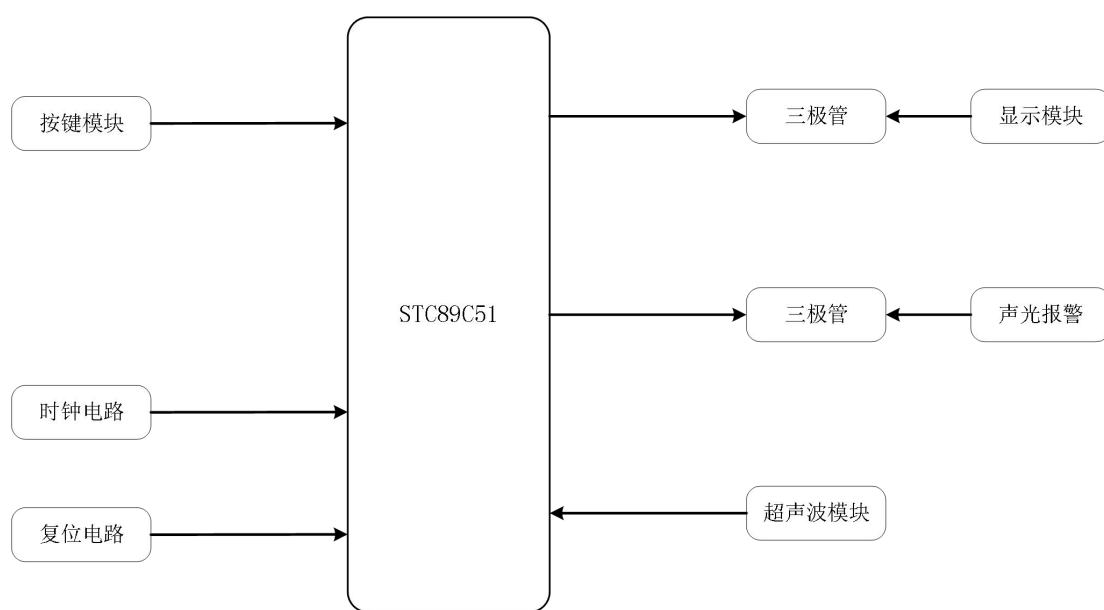 按键模块
三极管
显示模块
STC89C51
三极管
声光报警
时钟电路
超声波模块
复位电路